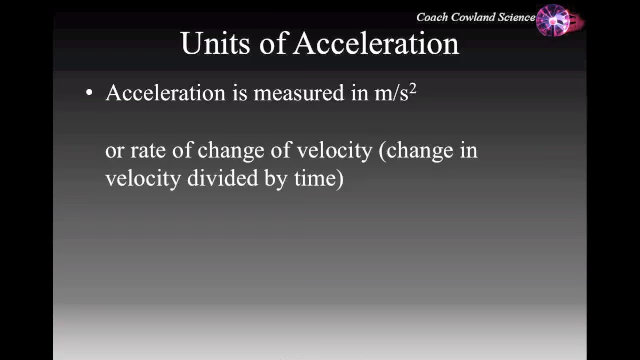 Coach Cowland Science
Units of Acceleration
• Acceleration is measured in m/s²
or rate of change of velocity (change in
velocity divided by time)